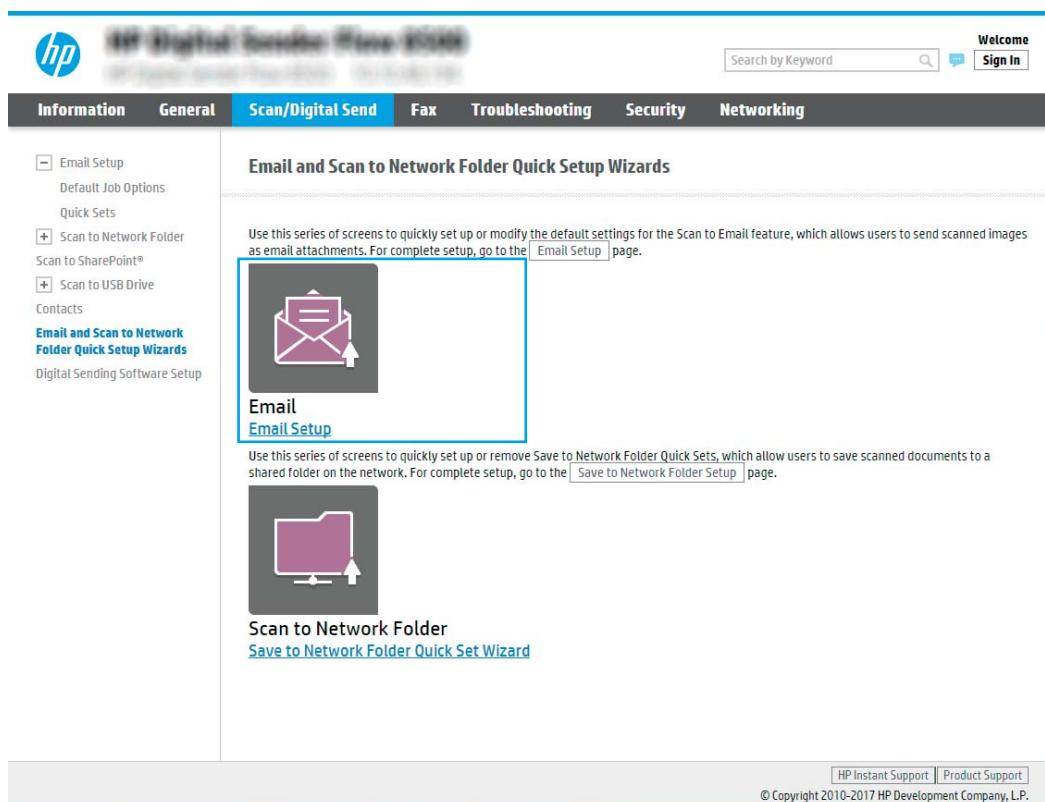 hp
Welcome
Search by Keyword
Sign In
Information General Scan/Digital Send Fax Troubleshooting Security Networking
Email Setup
Default Job Options
Quick Sets
Scan to Network Folder
Scan to SharePoint®
Scan to USB Drive
Contacts
Email and Scan to Network
Folder Quick Setup Wizards
Digital Sending Software Setup
Email and Scan to Network Folder Quick Setup Wizards
Use this series of screens to quickly set up or modify the default settings for the Scan to Email feature, which allows users to send scanned images
as email attachments. For complete setup, go to the Email Setup page.
Email
Email Setup
Use this series of screens to quickly set up or remove Save to Network Folder Quick Sets, which allow users to save scanned documents to a
shared folder on the network. For complete setup, go to the Save to Network Folder Setup page.
Scan to Network Folder
Save to Network Folder Quick Set Wizard
HP Instant Support Product Support
© Copyright 2010-2017 HP Development Company, L.P.